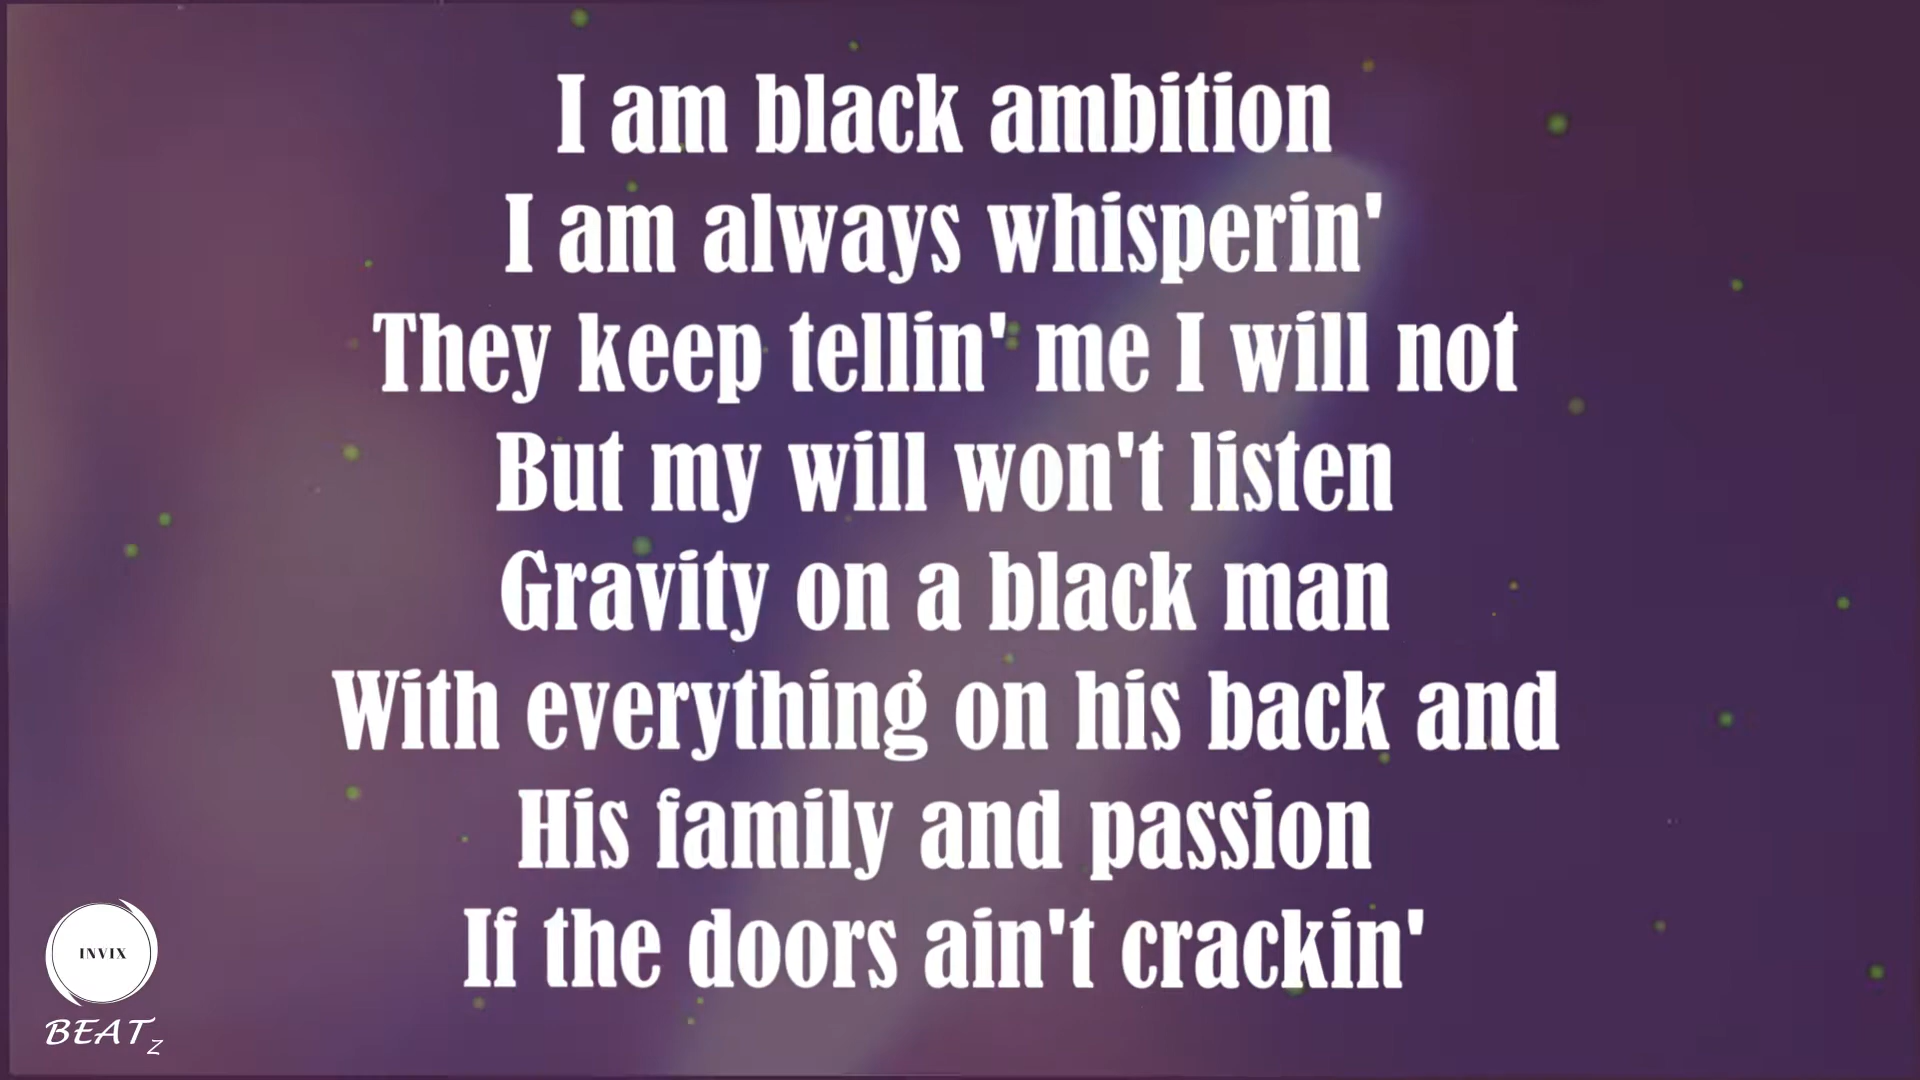 I am black ambition
I am always whisperin'
They keep tellin' me I will not
But my will won't listen
Gravity on a black man
With everything on his back and
His family and passion
If the doors ain't crackin'
INVIX
BEATZ